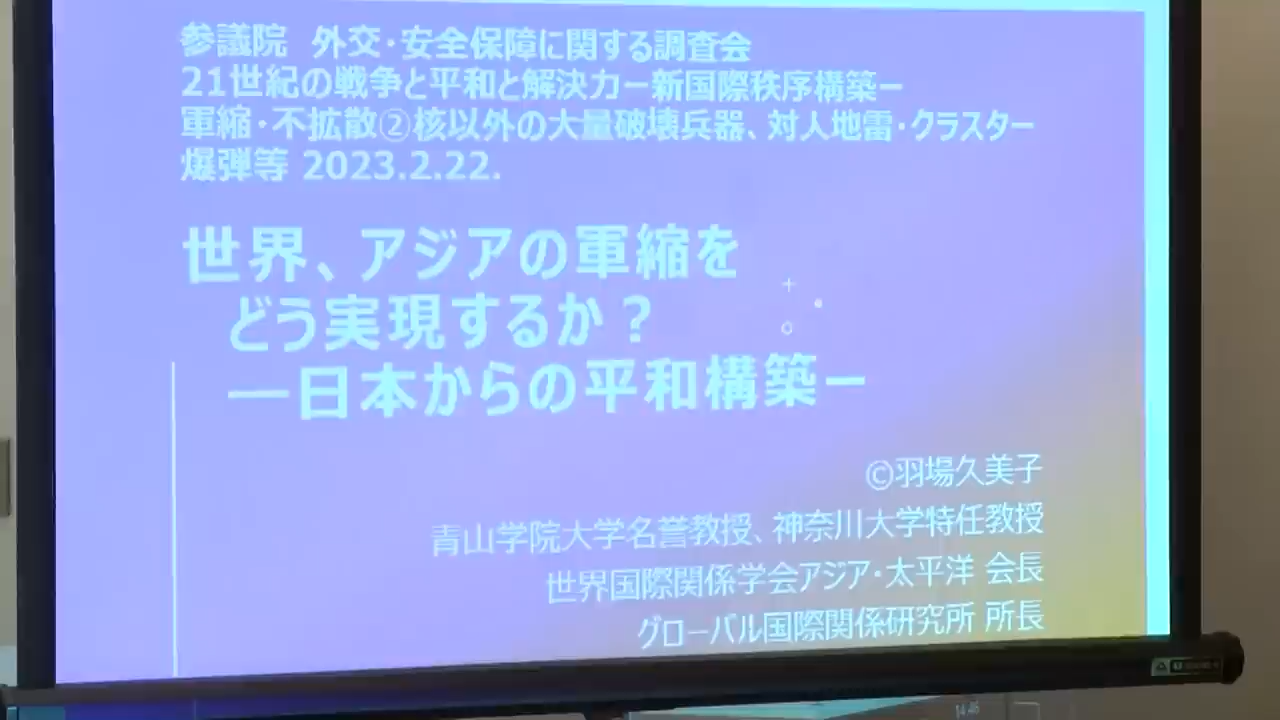 参議院 外交・安全保障に関する調査会
21世紀の戦争と平和と解決力ー新国際秩序構築ー
軍縮・不拡散②核以外の大量破壊兵器、対人地雷・クラスター
爆弾等 2023.2.22.
世界、アジアの軍縮を
どう実現するか？
ー日本からの平和構築ー
©羽場久美子
青山学院大学名誉教授、神奈川大学特任教授
世界国際関係学会アジア・太平洋 会長
グローバル国際関係研究所 所長
14:46